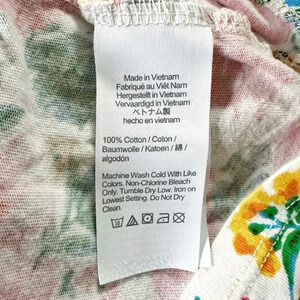 Made in Vietnam
Fabriqué au Viêt Nam
Hergestellt in Vietnam
Vervaardigd in Vietnam
ベトナム製
hecho en vietnam
100% Cotton / Coton /
Baumwolle / Katoen / 綿 /
algodón
Machine Wash Cold With Like
Colors. Non-Chlorine Bleach
Only. Tumble Dry Low. Iron on
Lowest Setting. Do Not Dry
Clean.